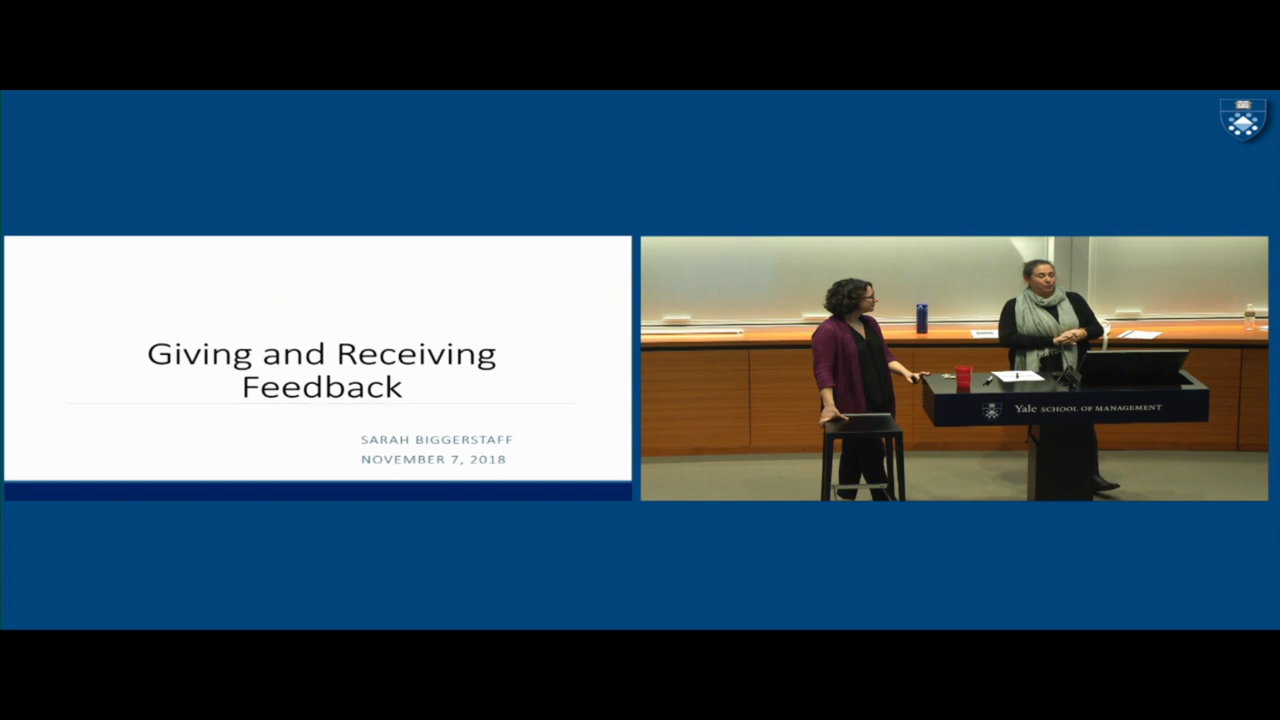 Giving and Receiving
Feedback
SARAH BIGGERSTAFF
NOVEMBER 7, 2018
Yale SCHOOL OF MANAGEMENT